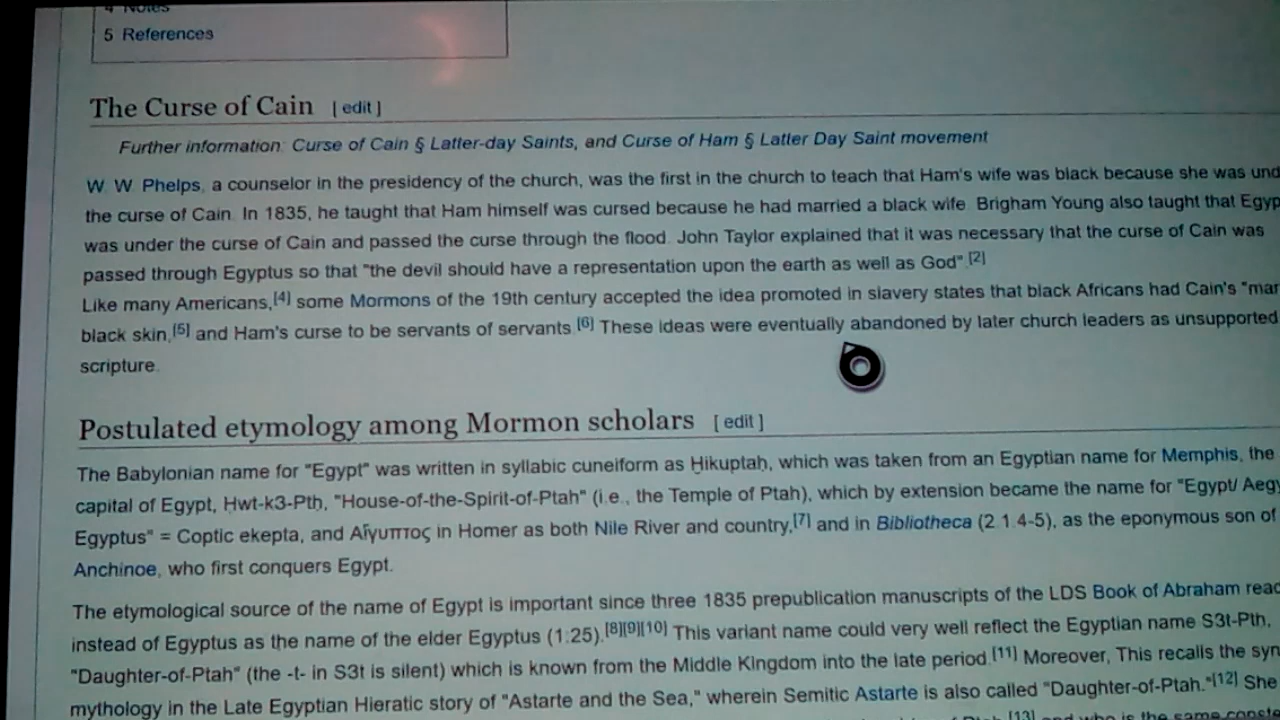 4 Notes
5 References
The Curse of Cain [ edit ]
Further information: Curse of Cain § Latter-day Saints, and Curse of Ham § Latter Day Saint movement
W. W. Phelps, a counselor in the presidency of the church, was the first in the church to teach that Ham's wife was black because she was
the curse of Cain. In 1835, he taught that Ham himself was cursed because he had married a black wife. Brigham Young also taught that
was under the curse of Cain and passed the curse through the flood. John Taylor explained that it was necessary that the curse of Cain was
passed through Egyptus so that "the devil should have a representation upon the earth as well as God".[2]
Like many Americans,[4] some Mormons of the 19th century accepted the idea promoted in slavery states that black Africans had Cain's
black skin,[5] and Ham's curse to be servants of servants.[6] These ideas were eventually abandoned by later church leaders as unsupported
scripture.
Postulated etymology among Mormon scholars [ edit ]
The Babylonian name for "Egypt" was written in syllabic cuneiform as Ḫikuptaḥ, which was taken from an Egyptian name for Memphis, the
capital of Egypt, Ḥwt-k3-Ptḥ, "House-of-the-Spirit-of-Ptah" (i.e., the Temple of Ptah), which by extension became the name for "Egypt/
Egyptus" = Coptic ekepta, and Αἴγυπτος in Homer as both Nile River and country,[7] and in Bibliotheca (2.1.4-5), as the eponymous son of
Anchinoe, who first conquers Egypt.
The etymological source of the name of Egypt is important since three 1835 prepublication manuscripts of the LDS Book of Abraham
instead of Egyptus as the name of the elder Egyptus (1:25).[8][9][10] This variant name could very well reflect the Egyptian name S3t-Ptḥ,
"Daughter-of-Ptah" (the -t- in S3t is silent) which is known from the Middle Kingdom into the late period.[11] Moreover, This recalls the
mythology in the Late Egyptian Hieratic story of "Astarte and the Sea," wherein Semitic Astarte is also called "Daughter-of-Ptah."[12] She
[13] and who is the same